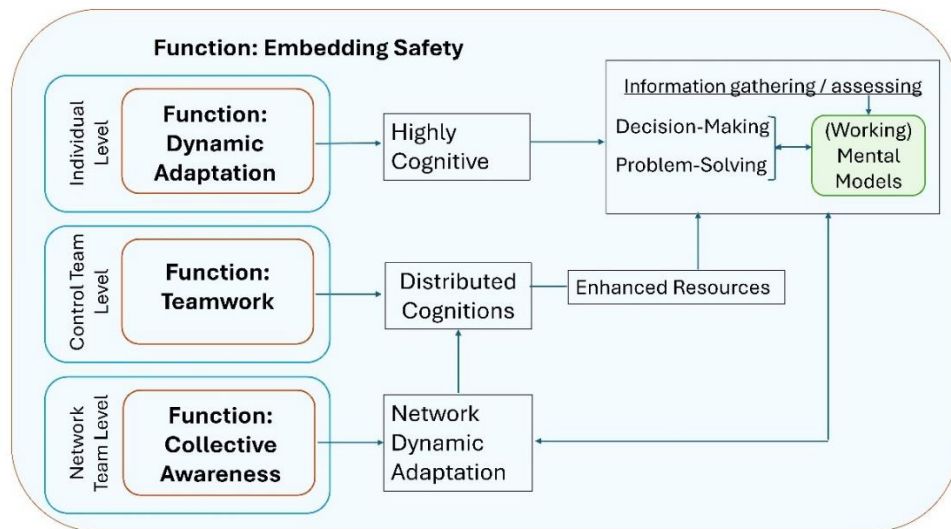 Function: Embedding Safety
Individual
Level
Function:
Dynamic
Adaptation
Highly
Cognitive
Information gathering / assessing
Decision-Making
Problem-Solving
(Working)
Mental
Models
Control Team
Level
Function:
Teamwork
Distributed
Cognitions
Enhanced Resources
Network
Team Level
Function:
Collective
Awareness
Network
Dynamic
Adaptation